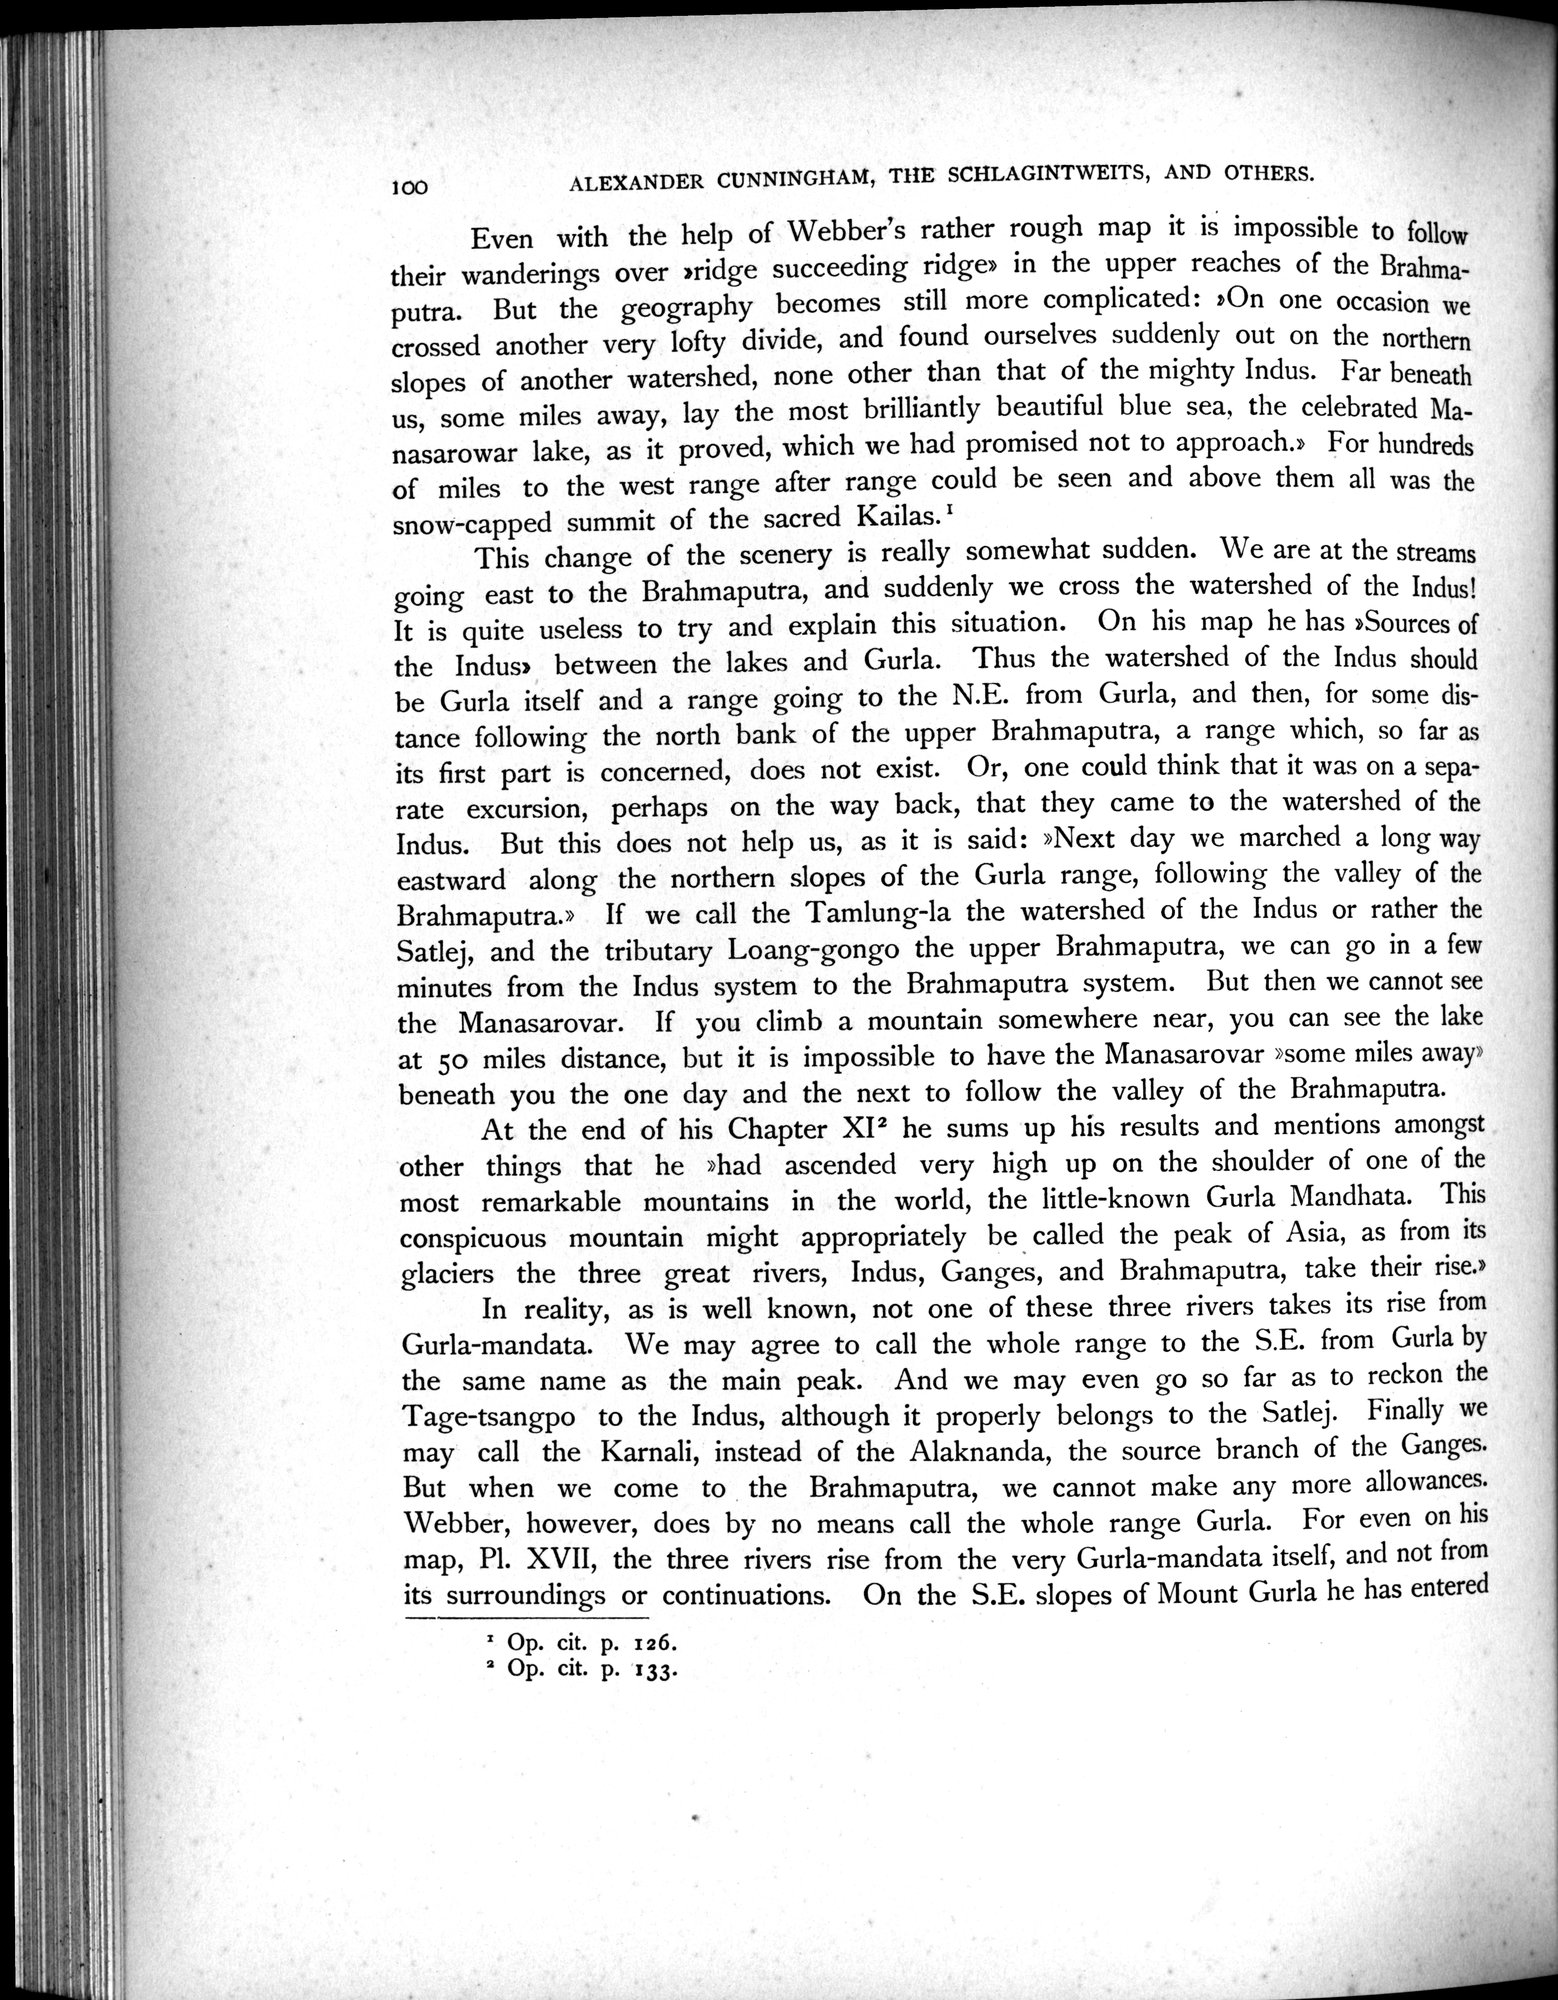 100 ALEXANDER CUNNINGHAM, THE SCHLAGINTWEITS, AND OTHERS.
Even with the help of Webber's rather rough map it is impossible to follow
their wanderings over »ridge succeeding ridge» in the upper reaches of the Brahma-
putra. But the geography becomes still more complicated: »On one occasion we
crossed another very lofty divide, and found ourselves suddenly out on the northern
slopes of another watershed, none other than that of the mighty Indus. Far beneath
us, some miles away, lay the most brilliantly beautiful blue sea, the celebrated Ma-
nasarowar lake, as it proved, which we had promised not to approach.» For hundreds
of miles to the west range after range could be seen and above them all was the
snow-capped summit of the sacred Kailas.¹
This change of the scenery is really somewhat sudden. We are at the streams
going east to the Brahmaputra, and suddenly we cross the watershed of the Indus!
It is quite useless to try and explain this situation. On his map he has »Sources of
the Indus» between the lakes and Gurla. Thus the watershed of the Indus should
be Gurla itself and a range going to the N.E. from Gurla, and then, for some dis-
tance following the north bank of the upper Brahmaputra, a range which, so far as
its first part is concerned, does not exist. Or, one could think that it was on a sepa-
rate excursion, perhaps on the way back, that they came to the watershed of the
Indus. But this does not help us, as it is said: »Next day we marched a long way
eastward along the northern slopes of the Gurla range, following the valley of the
Brahmaputra.» If we call the Tamlung-la the watershed of the Indus or rather the
Satlej, and the tributary Loang-gongo the upper Brahmaputra, we can go in a few
minutes from the Indus system to the Brahmaputra system. But then we cannot see
the Manasarovar. If you climb a mountain somewhere near, you can see the lake
at 50 miles distance, but it is impossible to have the Manasarovar »some miles away»
beneath you the one day and the next to follow the valley of the Brahmaputra.
At the end of his Chapter XI² he sums up his results and mentions amongst
other things that he »had ascended very high up on the shoulder of one of the
most remarkable mountains in the world, the little-known Gurla Mandhata. This
conspicuous mountain might appropriately be called the peak of Asia, as from its
glaciers the three great rivers, Indus, Ganges, and Brahmaputra, take their rise.»
In reality, as is well known, not one of these three rivers takes its rise from
Gurla-mandata. We may agree to call the whole range to the S.E. from Gurla by
the same name as the main peak. And we may even go so far as to reckon the
Tage-tsangpo to the Indus, although it properly belongs to the Satlej. Finally we
may call the Karnali, instead of the Alaknanda, the source branch of the Ganges.
But when we come to the Brahmaputra, we cannot make any more allowances.
Webber, however, does by no means call the whole range Gurla. For even on his
map, Pl. XVII, the three rivers rise from the very Gurla-mandata itself, and not from
its surroundings or continuations. On the S.E. slopes of Mount Gurla he has entered
¹ Op. cit. p. 126.
² Op. cit. p. 133.